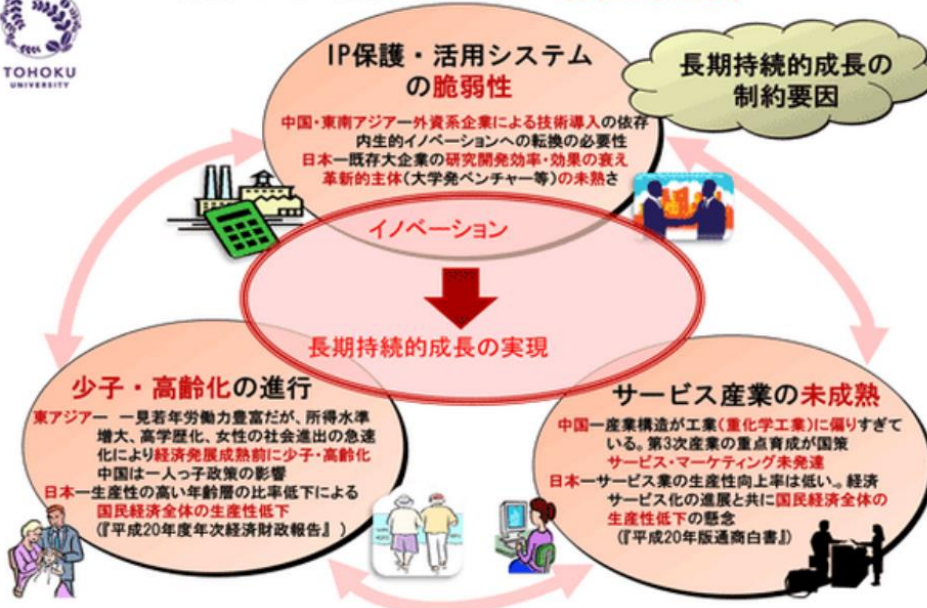 TOHOKU
UNIVERSITY
IP保護・活用システム
の脆弱性
中国・東南アジアー外資系企業による技術導入の依存
内生的イノベーションへの転換の必要性
日本ー既存大企業の研究開発効率・効果の衰え
革新的主体(大学発ベンチャー等)の未熟さ
長期持続的成長の
制約要因
イノベーション
長期持続的成長の実現
少子・高齢化の進行
東アジアー 一見若年労働力豊富だが、所得水準
増大、高学歴化、女性の社会進出の急速
化により経済発展成熟前に少子・高齢化
中国は一人っ子政策の影響
日本ー生産性の高い年齢層の比率低下による
国民経済全体の生産性低下
(『平成20年度年次経済財政報告』)
サービス産業の未成熟
中国ー産業構造が工業(重化学工業)に偏りすぎて
いる。第3次産業の重点育成が国策
サービス・マーケティング未発達
日本ーサービス業の生産性向上率は低い。経済
サービス化の進展と共に国民経済全体の
生産性低下の懸念
(『平成20年版通商白書』)